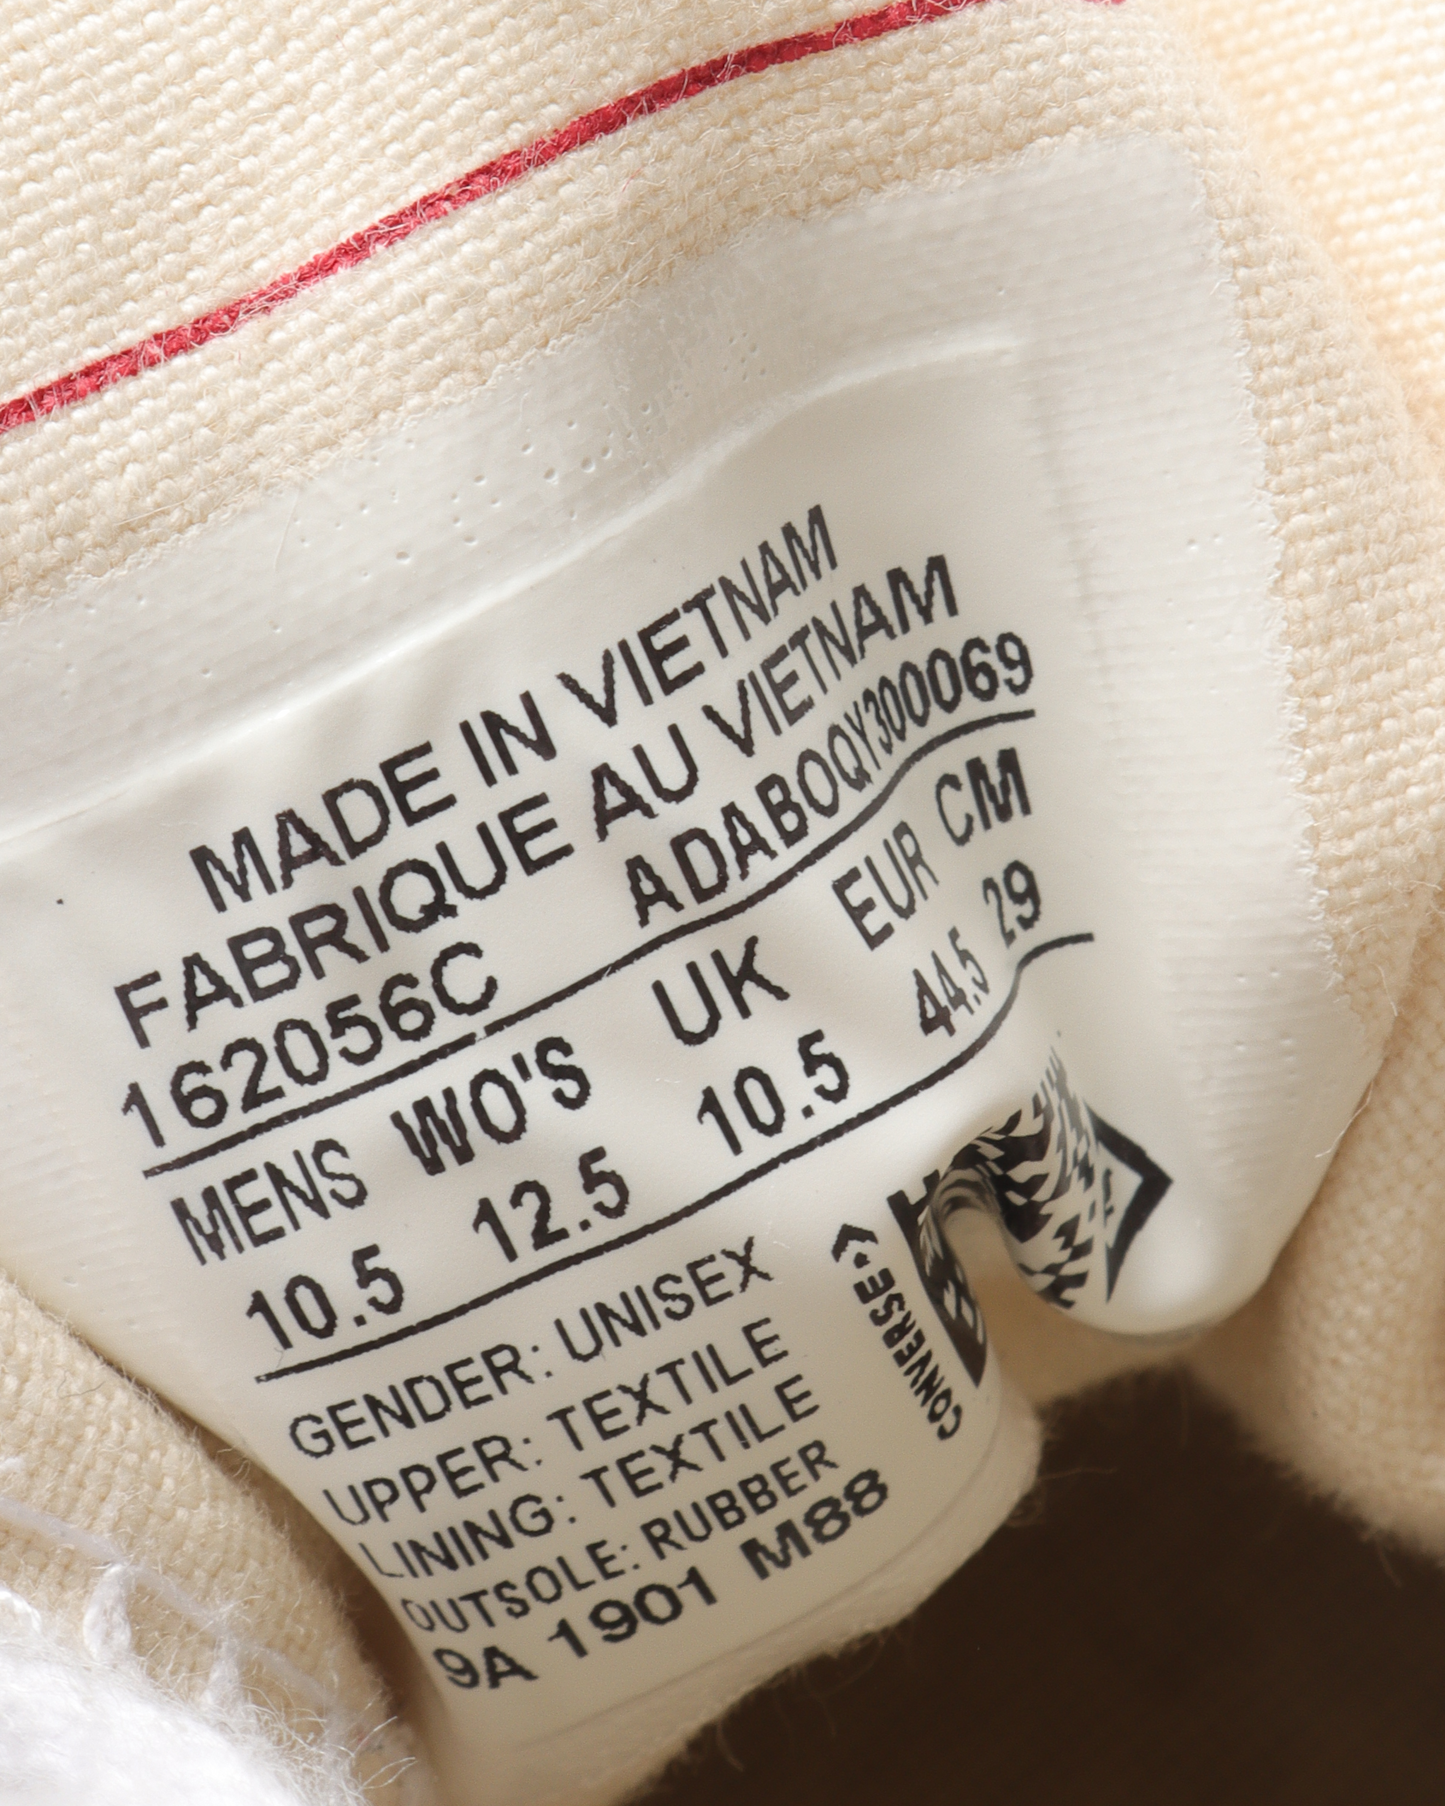 MADE IN VIETNAM
FABRIQUE AU VIETNAM
162056C ADABOQY300069
MENS WO'S UK EUR CM
10.5 12.5 10.5 44.5 29
GENDER: UNISEX
UPPER: TEXTILE
LINING: TEXTILE
OUTSOLE: RUBBER
9A 1901 M88
CONVERSE